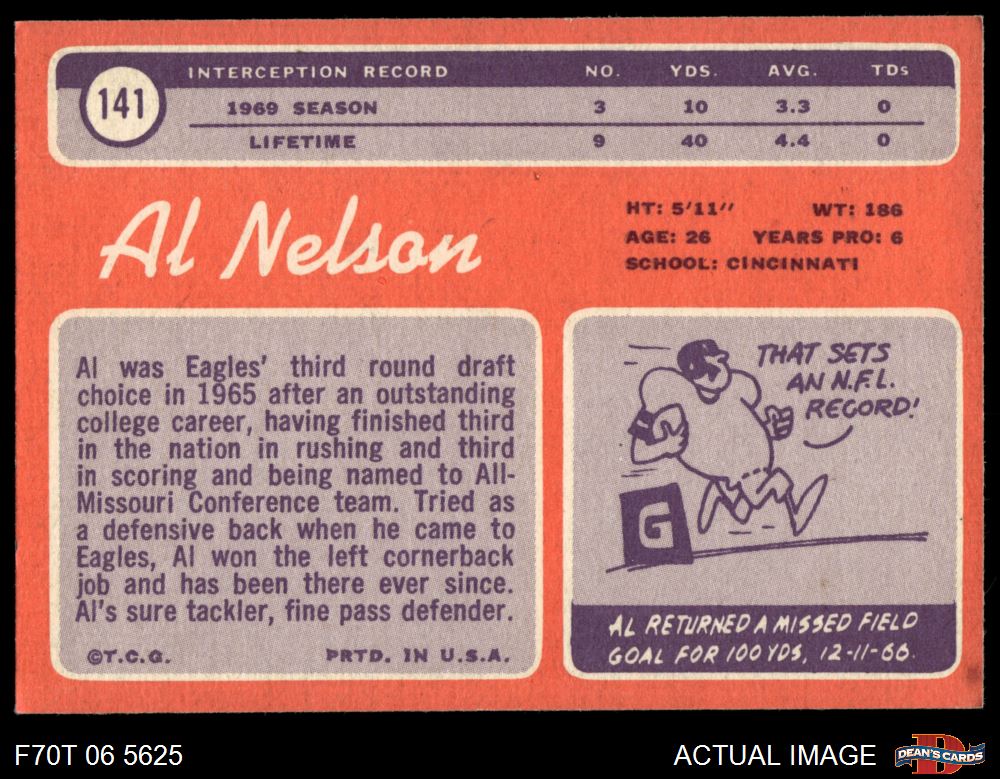 141
INTERCEPTION RECORD NO. YDS. AVG. TDs
1969 SEASON 3 10 3.3 0
LIFETIME 9 40 4.4 0
Al Nelson
HT: 5'11" WT: 186
AGE: 26 YEARS PRO: 6
SCHOOL: CINCINNATI
Al was Eagles' third round draft
choice in 1965 after an outstanding
college career, having finished third
in the nation in rushing and third
in scoring and being named to All-
Missouri Conference team. Tried as
a defensive back when he came to
Eagles, Al won the left cornerback
job and has been there ever since.
Al's sure tackler, fine pass defender.
©T.C.G. PRTD. IN U.S.A.
THAT SETS
AN N.F.L.
RECORD!
G
AL RETURNED A MISSED FIELD
GOAL FOR 100 YDS, 12-11-66.
F70T 06 5625
ACTUAL IMAGE
D
DEAN'S CARDS